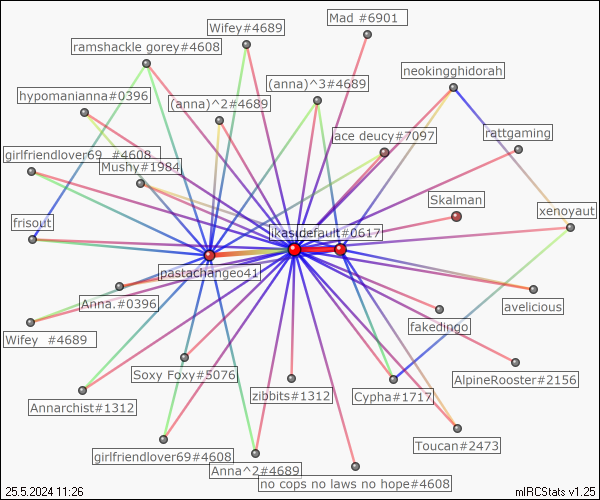 Mad #6901
Wifey#4689
ramshackle gorey#4608
neokingghidorah
(anna)^3#4689
hypomanianna#0396
(anna)^2#4689
ace deucy#7097
rattgaming
girlfriendlover69__#4608
Mushy#1984
Skalman
xenoyaut
frisout
ikasidefault#0617
pastachangeo41
Anna.#0396
avelicious
fakedingo
Wifey__#4689
Soxy Foxy#5076
AlpineRooster#2156
zibbits#1312
Cypha#1717
Annarchist#1312
Toucan#2473
girlfriendlover69#4608
Anna^2#4689
no cops no laws no hope#4608
25.5.2024 11:26
mIRCStats v1.25